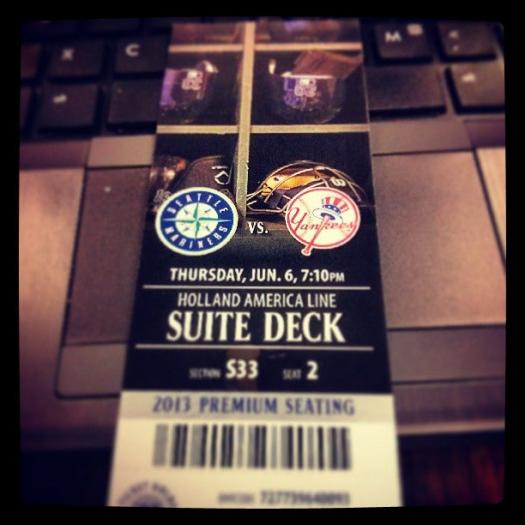 X C M <
SEATTLE MARINERS
VS.
Yankees
THURSDAY, JUN. 6, 7:10PM
HOLLAND AMERICA LINE
SUITE DECK
SECTION S33 SEAT 2
2013 PREMIUM SEATING